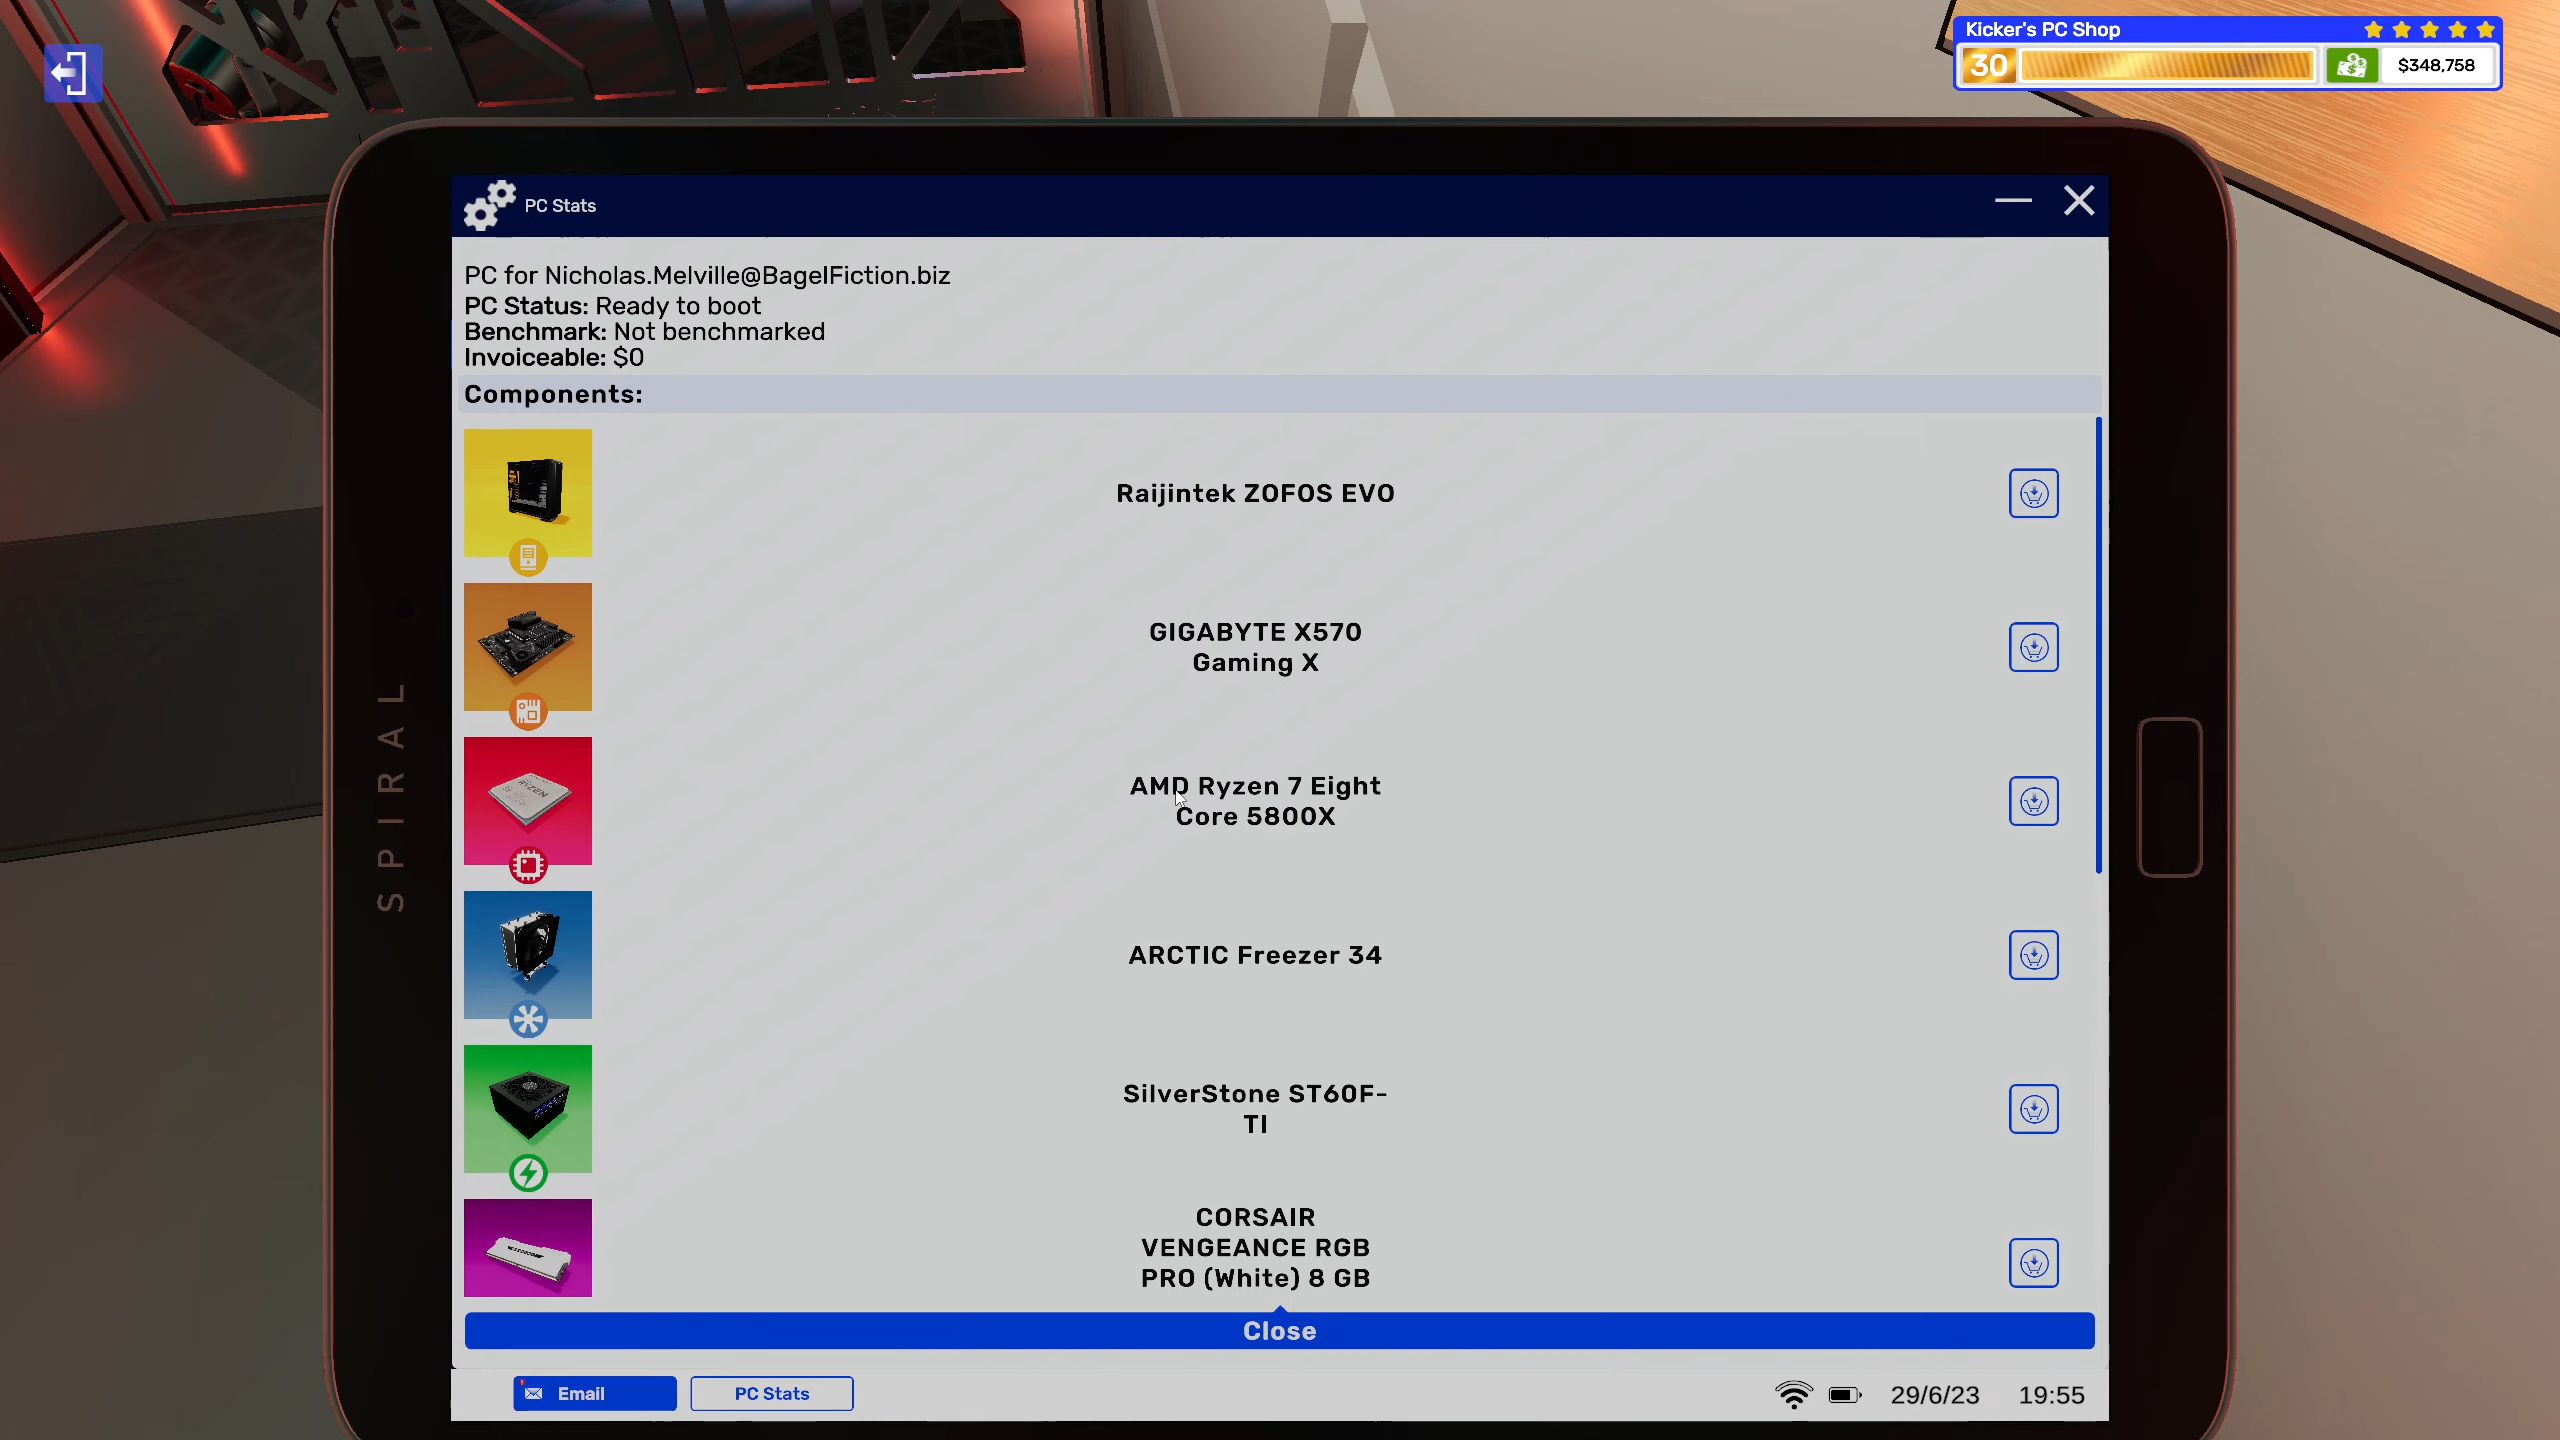 Kicker's PC Shop
30
$348,758
PC Stats
PC for Nicholas.Melville@BagelFiction.biz
PC Status: Ready to boot
Benchmark: Not benchmarked
Invoiceable: $0
Components:
Raijintek ZOFOS EVO
GIGABYTE X570
Gaming X
AMD Ryzen 7 Eight
Core 5800X
ARCTIC Freezer 34
SilverStone ST60F-
TI
CORSAIR
VENGEANCE RGB
PRO (White) 8 GB
Close
Email
PC Stats
29/6/23
19:55
SPIRAL
RYZEN